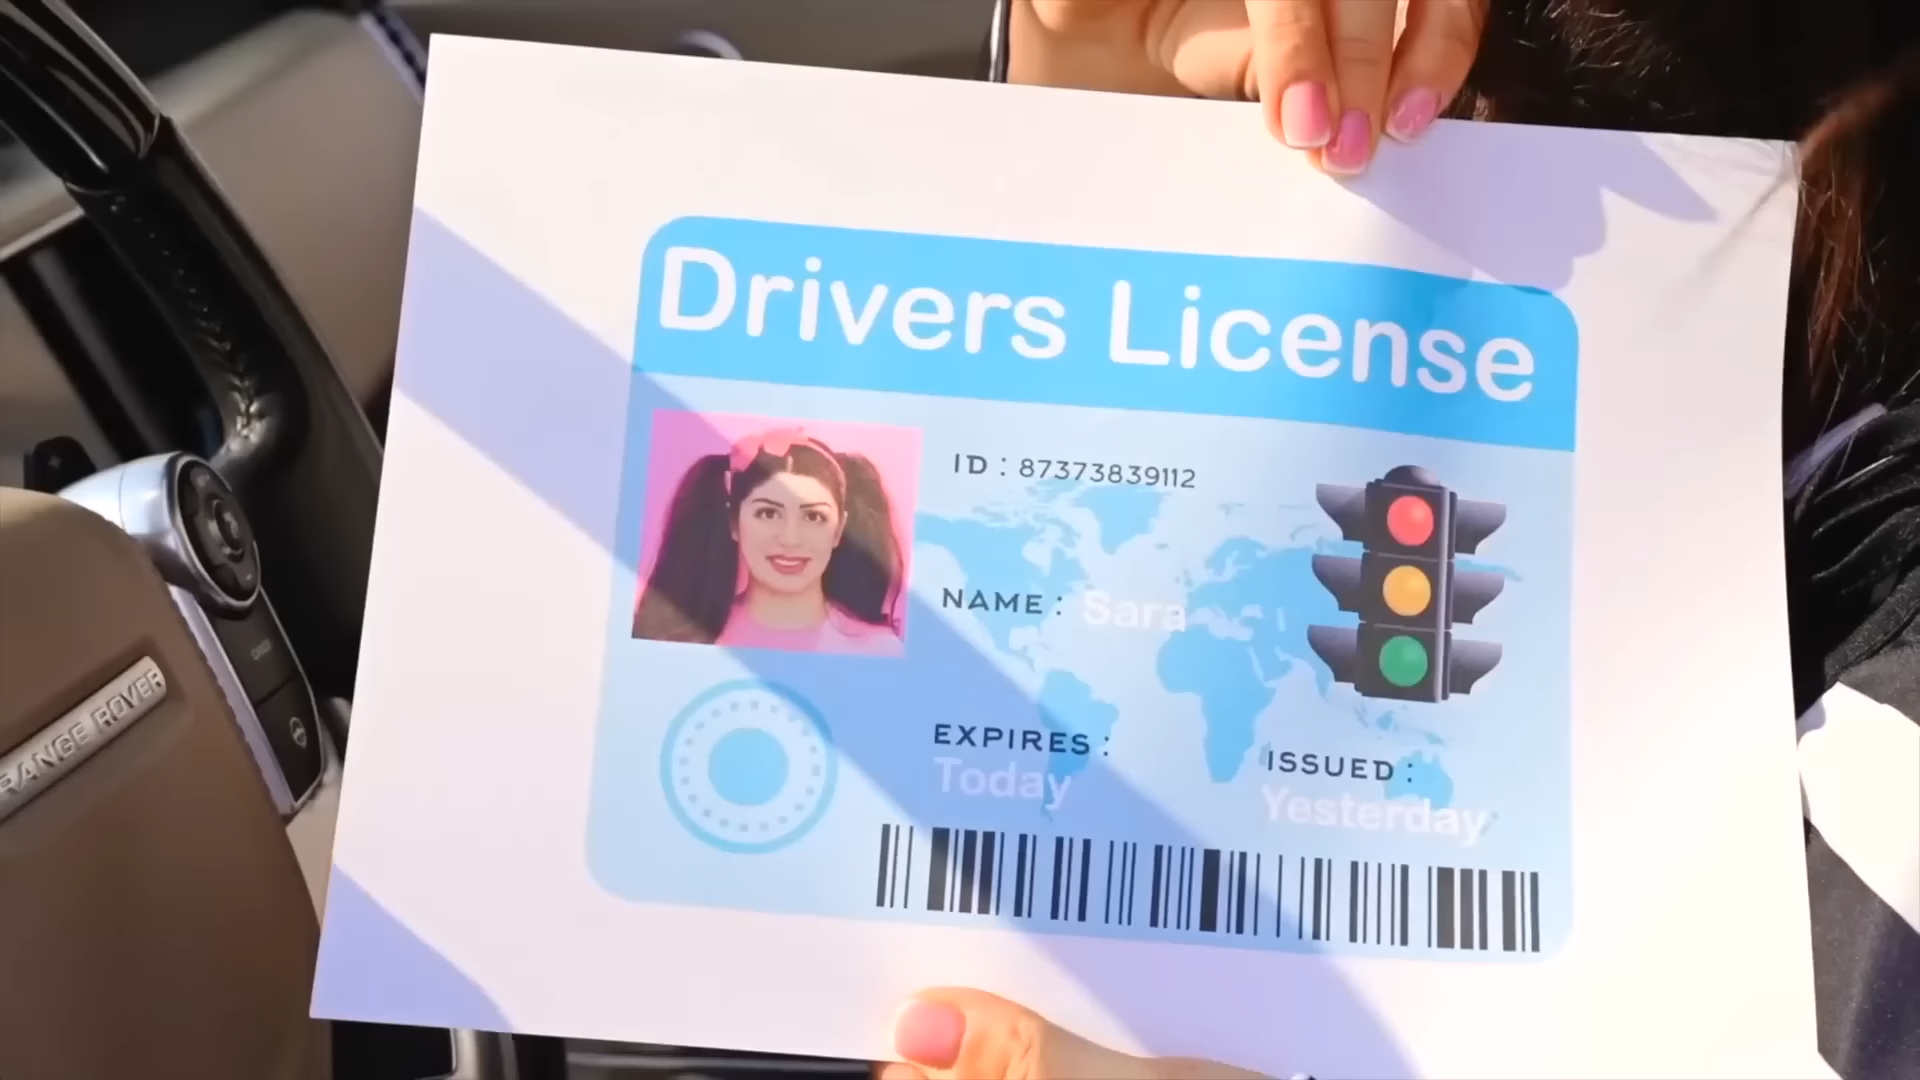 Drivers License
ID : 87373839112
NAME : Sara
EXPIRES :
Today
ISSUED :
Yesterday
RANGE ROVER